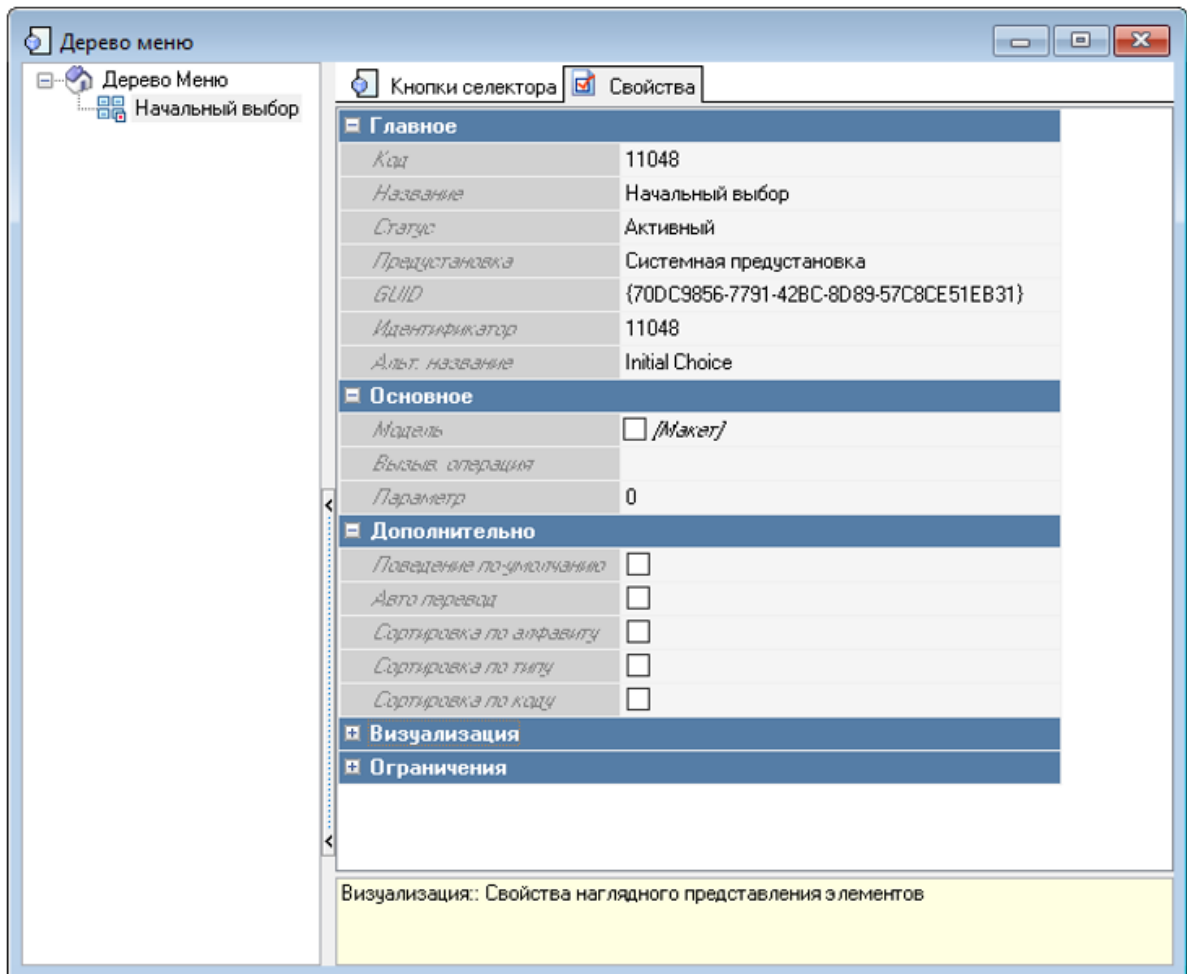 Дерево меню
Дерево Меню
Начальный выбор
Кнопки селектора
Свойства
Главное
Код 11048
Название Начальный выбор
Статус Активный
Предустановка Системная предустановка
GUID {70DC9856-7791-42BC-8D89-57C8CE51EB31}
Идентификатор 11048
Альт. название Initial Choice
Основное
Модель [Макет]
Вызыв. операция
Параметр 0
Дополнительно
Поведение по-умолчанию
Авто перевод
Сортировка по алфавиту
Сортировка по типу
Сортировка по коду
Визуализация
Ограничения
Визуализация:: Свойства наглядного представления элементов